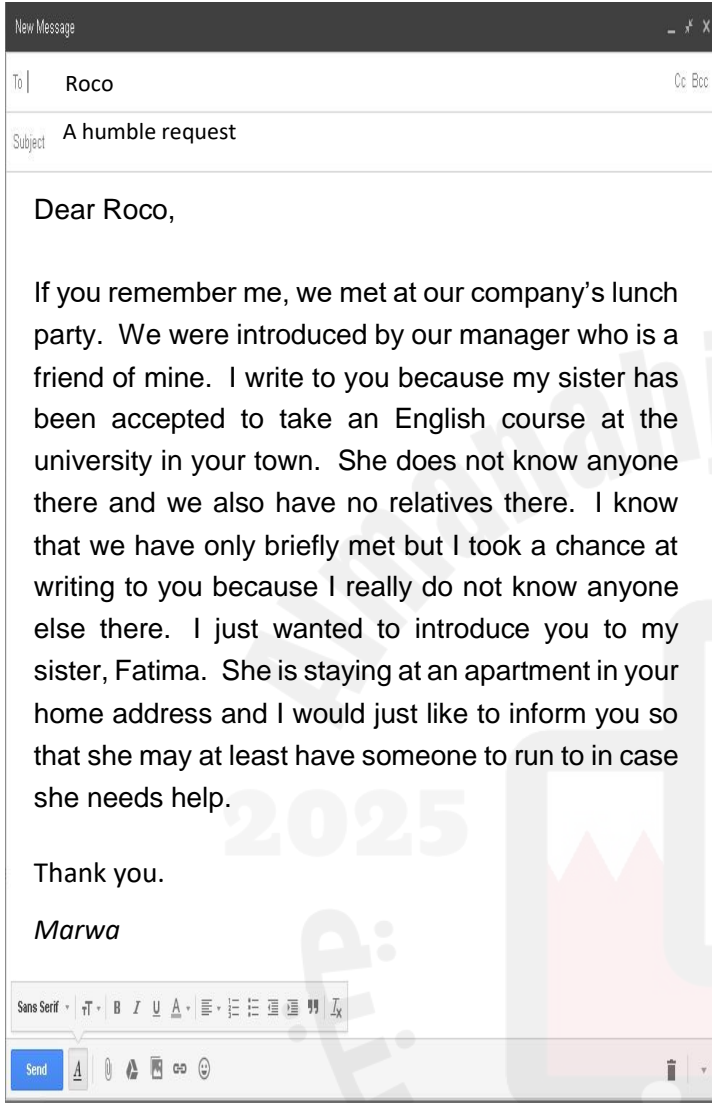 New Message
To Roco Cc Bcc
Subject A humble request
Dear Roco,
If you remember me, we met at our company’s lunch
party. We were introduced by our manager who is a
friend of mine. I write to you because my sister has
been accepted to take an English course at the
university in your town. She does not know anyone
there and we also have no relatives there. I know
that we have only briefly met but I took a chance at
writing to you because I really do not know anyone
else there. I just wanted to introduce you to my
sister, Fatima. She is staying at an apartment in your
home address and I would just like to inform you so
that she may at least have someone to run to in case
she needs help.
2025
Thank you.
Marwa
Sans Serif
Send